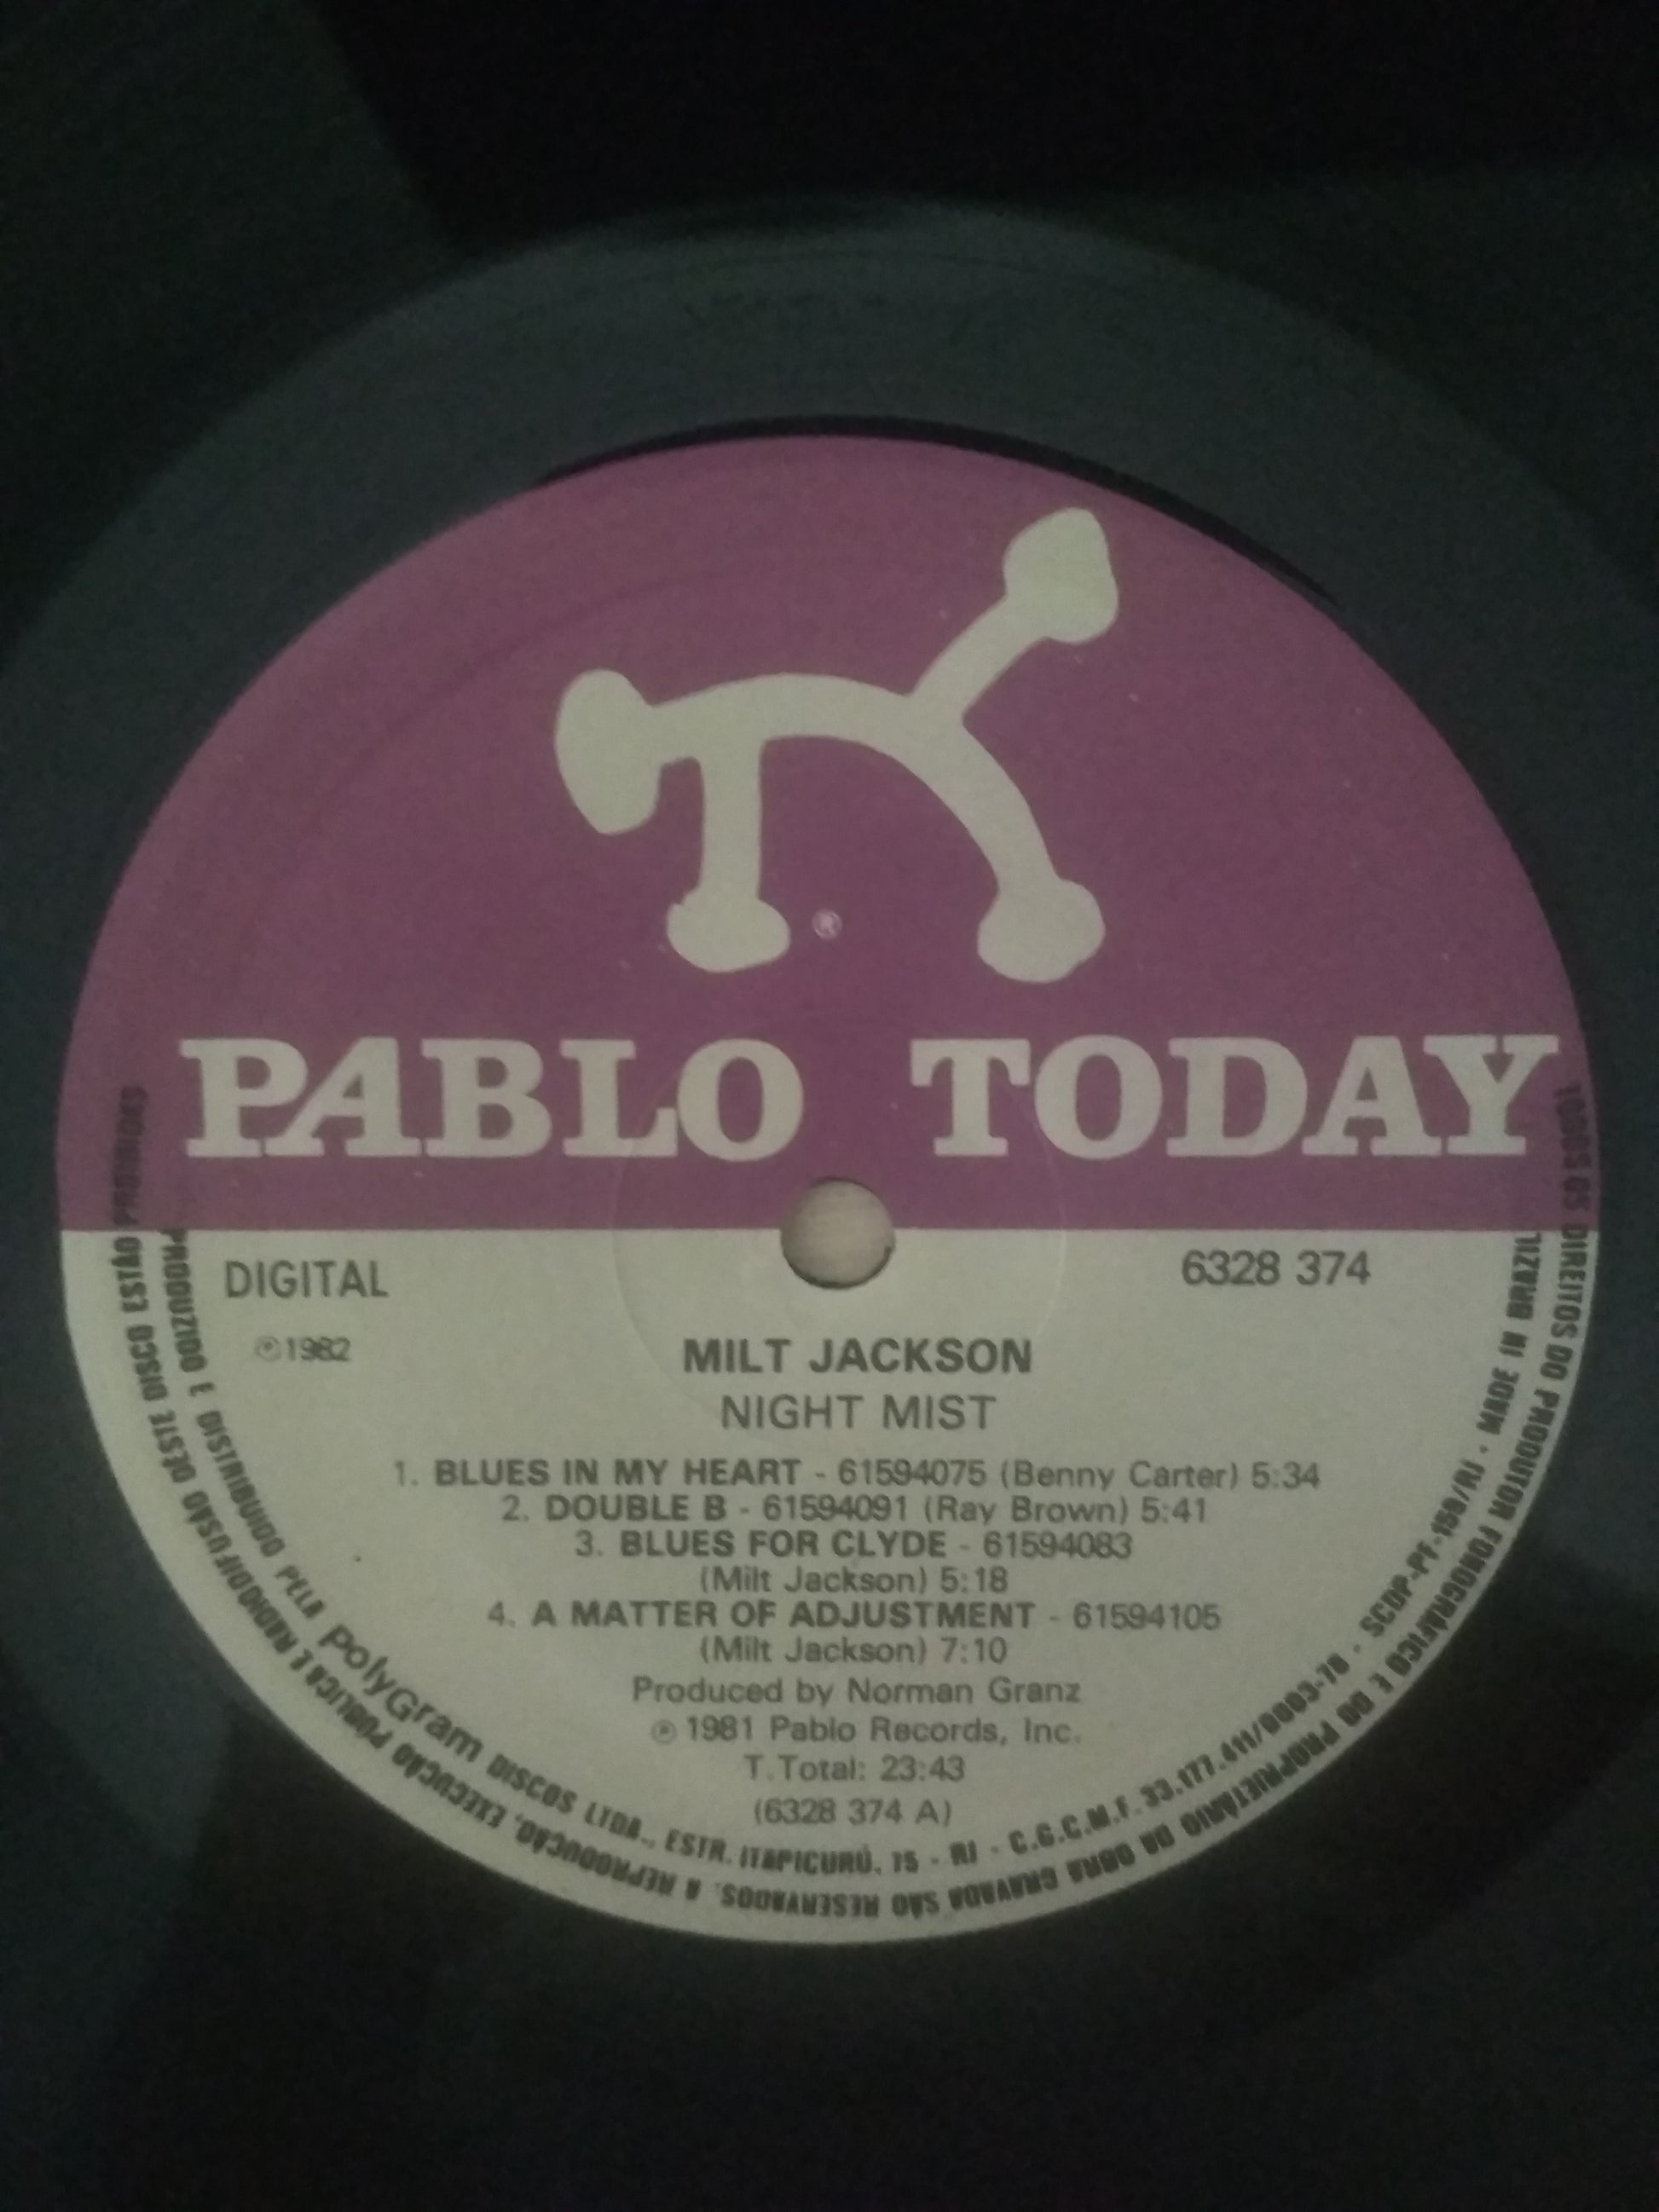 ®
PABLO TODAY
DIGITAL
6328 374
℗1982
MILT JACKSON
NIGHT MIST
1. BLUES IN MY HEART - 61594075 (Benny Carter) 5:34
2. DOUBLE B - 61594091 (Ray Brown) 5:41
3. BLUES FOR CLYDE - 61594083
(Milt Jackson) 5:18
4. A MATTER OF ADJUSTMENT - 61594105
(Milt Jackson) 7:10
Produced by Norman Granz
℗ 1981 Pablo Records, Inc.
T.Total: 23:43
(6328 374 A)
PRODUZIDO E DISTRIBUIDO PELA PolyGram DISCOS LTDA., ESTR. ITAPICURÚ, 75 - RJ - C.G.C.M.F. 33.177.411/0003-76 - SCDP-PF-159/RJ - MADE IN BRAZIL
TODOS OS DIREITOS DO PRODUTOR FONOGRÁFICO E DO PROPRIETÁRIO DA OBRA GRAVADA SÃO RESERVADOS. A REPRODUÇÃO, EXECUÇÃO PÚBLICA E RADIODIFUSÃO DESTE DISCO ESTÃO PROIBIDAS